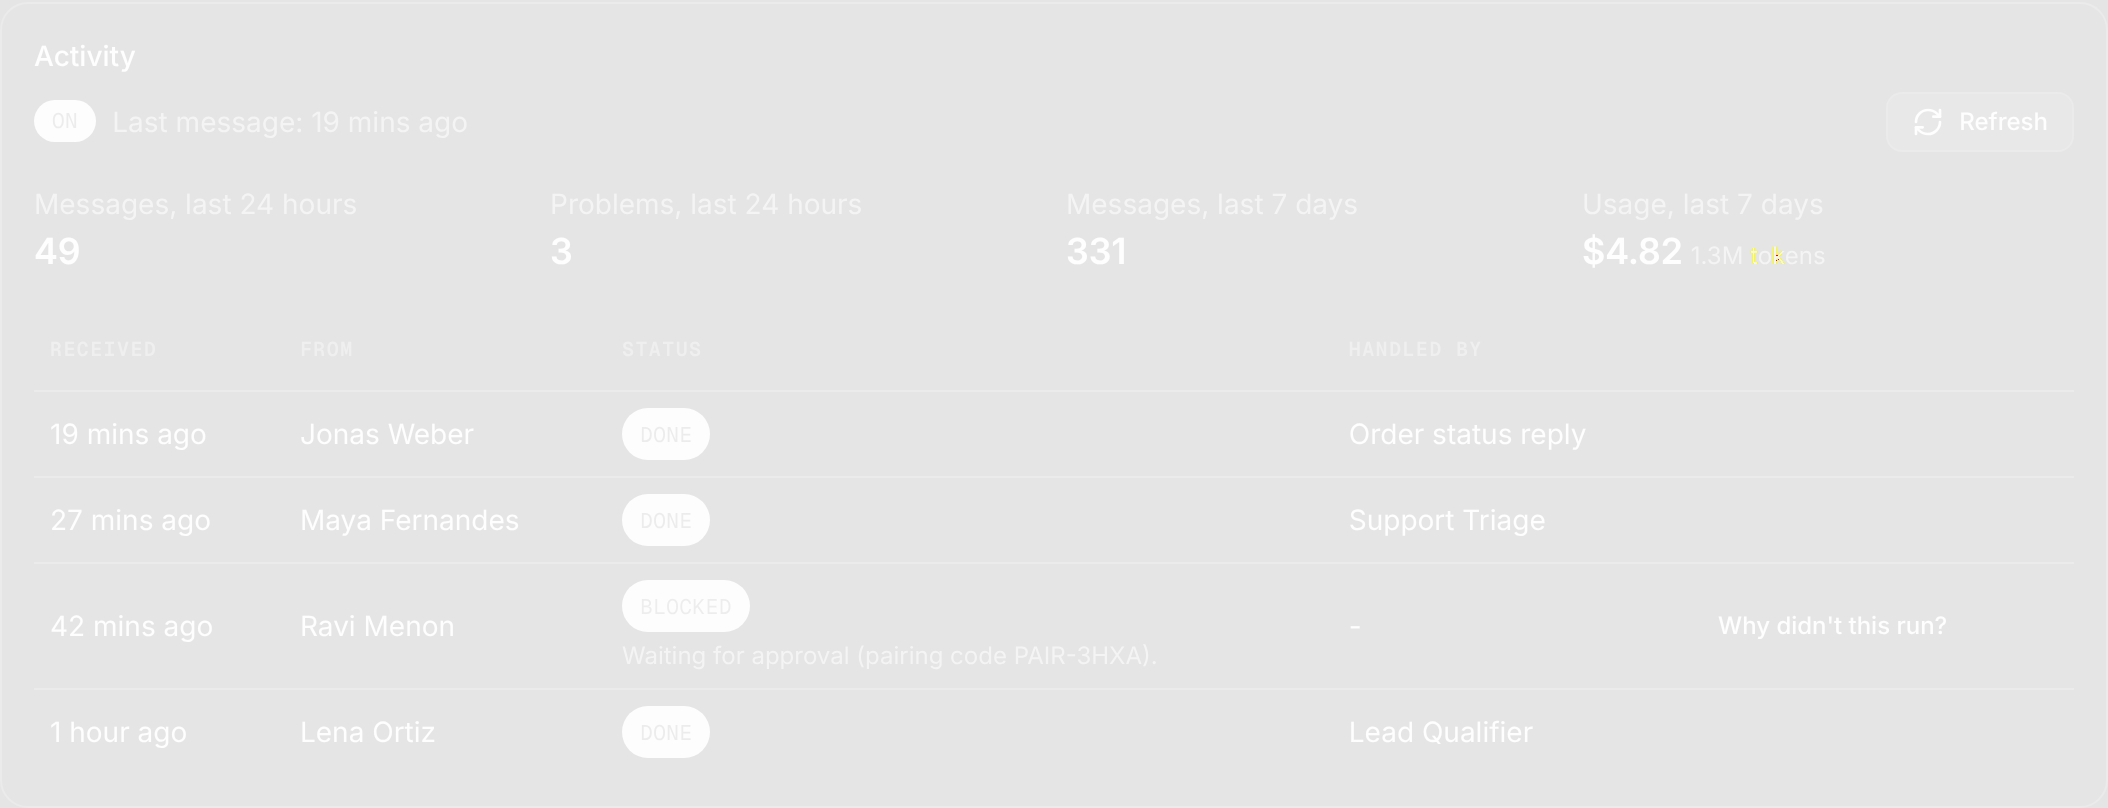 Activity
ON Last message: 19 mins ago
Refresh
Messages, last 24 hours
49
Problems, last 24 hours
3
Messages, last 7 days
331
Usage, last 7 days
$4.82 1.3M tokens
RECEIVED FROM STATUS HANDLED BY
19 mins ago Jonas Weber DONE Order status reply
27 mins ago Maya Fernandes DONE Support Triage
42 mins ago Ravi Menon BLOCKED - Why didn't this run?
Waiting for approval (pairing code PAIR-3HXA).
1 hour ago Lena Ortiz DONE Lead Qualifier